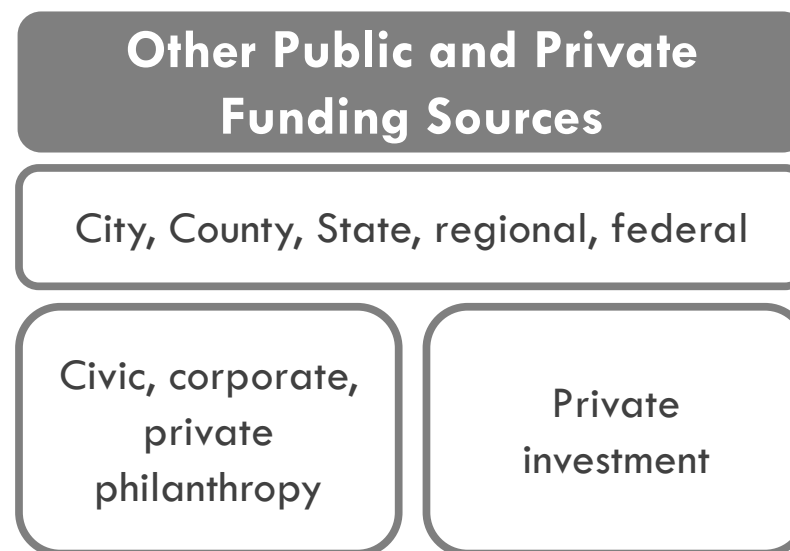 Other Public and Private
Funding Sources
City, County, State, regional, federal
Civic, corporate,
private
philanthropy
Private
investment